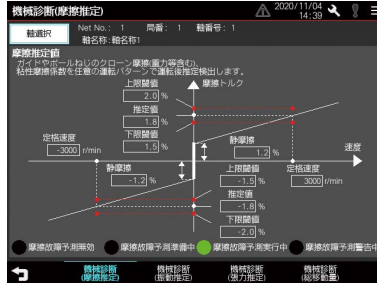 機械診断(摩擦推定)
2020/11/04
14:39
軸選択
Net No.: 1 局番: 1 軸番号: 1
軸名称:軸名称1
摩擦推定値
ガイドやボールねじのクローン摩擦(重力等含む)、
粘性摩擦係数を任意の運転パターンで運転後推定検出します。
上限閾値
2.0 %
摩擦トルク
推定値
1.8 %
下限閾値
1.5 %
定格速度
-3000 r/min
静摩擦
1.2 %
速度
静摩擦
-1.2 %
上限閾値
-1.5 %
定格速度
3000 r/min
推定値
-1.8 %
下限閾値
-2.0 %
摩擦故障予測無効 摩擦故障予測準備中 摩擦故障予測実行中 摩擦故障予測警告中
機械診断
(摩擦推定)
機械診断
(振動推定)
機械診断
(張力推定)
機械診断
(総移動量)